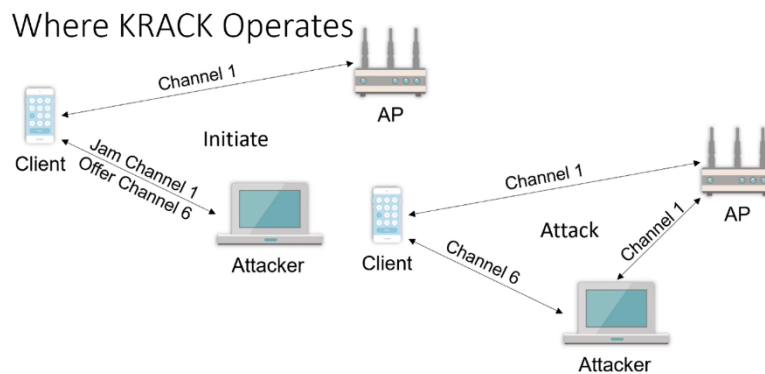 Where KRACK Operates
Channel 1
AP
Client
Initiate
Jam Channel 1
Offer Channel 6
Attacker
Channel 1
AP
Client
Attack
Channel 1
Channel 6
Attacker